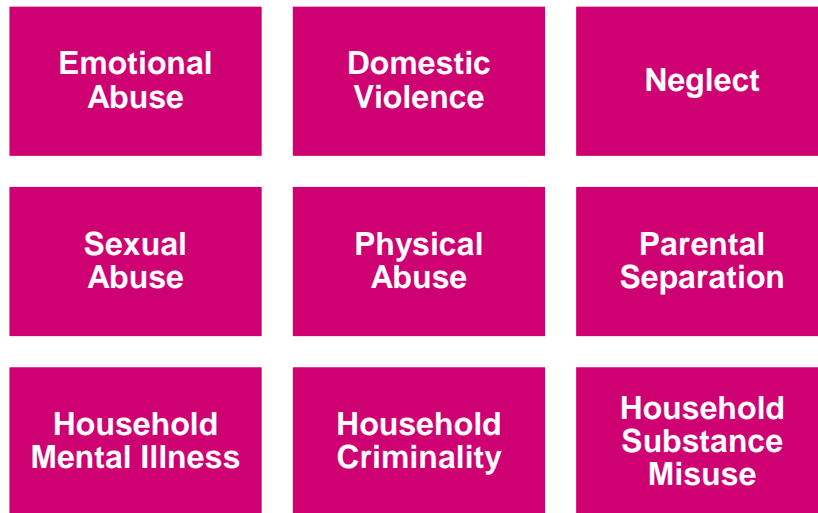 Emotional
Abuse
Domestic
Violence
Neglect
Sexual
Abuse
Physical
Abuse
Parental
Separation
Household
Mental Illness
Household
Criminality
Household
Substance
Misuse